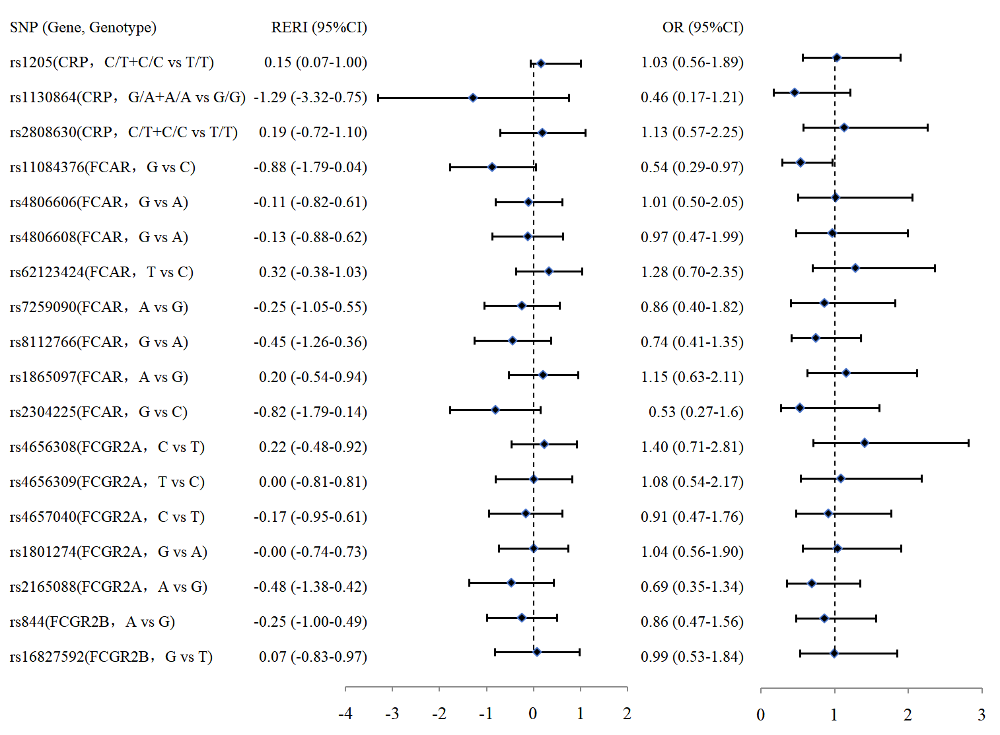 SNP (Gene, Genotype) RERI (95%CI) OR (95%CI)
rs1205(CRP，C/T+C/C vs T/T) 0.15 (0.07-1.00) 1.03 (0.56-1.89)
rs1130864(CRP，G/A+A/A vs G/G) -1.29 (-3.32-0.75) 0.46 (0.17-1.21)
rs2808630(CRP，C/T+C/C vs T/T) 0.19 (-0.72-1.10) 1.13 (0.57-2.25)
rs11084376(FCAR，G vs C) -0.88 (-1.79-0.04) 0.54 (0.29-0.97)
rs4806606(FCAR，G vs A) -0.11 (-0.82-0.61) 1.01 (0.50-2.05)
rs4806608(FCAR，G vs A) -0.13 (-0.88-0.62) 0.97 (0.47-1.99)
rs62123424(FCAR，T vs C) 0.32 (-0.38-1.03) 1.28 (0.70-2.35)
rs7259090(FCAR，A vs G) -0.25 (-1.05-0.55) 0.86 (0.40-1.82)
rs8112766(FCAR，G vs A) -0.45 (-1.26-0.36) 0.74 (0.41-1.35)
rs1865097(FCAR，A vs G) 0.20 (-0.54-0.94) 1.15 (0.63-2.11)
rs2304225(FCAR，G vs C) -0.82 (-1.79-0.14) 0.53 (0.27-1.6)
rs4656308(FCGR2A，C vs T) 0.22 (-0.48-0.92) 1.40 (0.71-2.81)
rs4656309(FCGR2A，T vs C) 0.00 (-0.81-0.81) 1.08 (0.54-2.17)
rs4657040(FCGR2A，C vs T) -0.17 (-0.95-0.61) 0.91 (0.47-1.76)
rs1801274(FCGR2A，G vs A) -0.00 (-0.74-0.73) 1.04 (0.56-1.90)
rs2165088(FCGR2A，A vs G) -0.48 (-1.38-0.42) 0.69 (0.35-1.34)
rs844(FCGR2B，A vs G) -0.25 (-1.00-0.49) 0.86 (0.47-1.56)
rs16827592(FCGR2B，G vs T) 0.07 (-0.83-0.97) 0.99 (0.53-1.84)
-4 -3 -2 -1 0 1 2 0 1 2 3